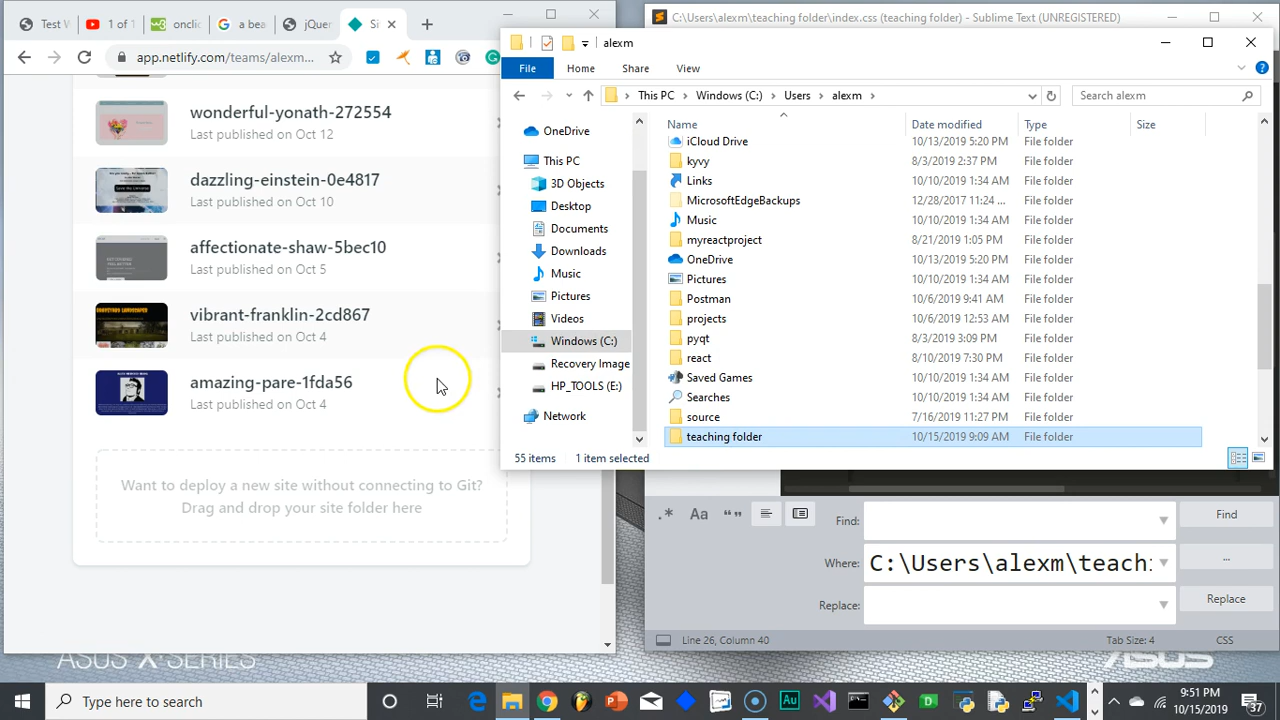 Test W
1 of 1
onclic
a bea
jQuer
Si
C:\Users\alexm\teaching folder\index.css (teaching folder) - Sublime Text (UNREGISTERED)
app.netlify.com/teams/alexm...
alexm
File
Home
Share
View
This PC
Windows (C:)
Users
alexm
Search alexm
wonderful-yonath-272554
Last published on Oct 12
dazzling-einstein-0e4817
Last published on Oct 10
affectionate-shaw-5bec10
Last published on Oct 5
vibrant-franklin-2cd867
Last published on Oct 4
amazing-pare-1fda56
Last published on Oct 4
Want to deploy a new site without connecting to Git?
Drag and drop your site folder here
OneDrive
This PC
3D Objects
Desktop
Documents
Downloads
Music
Pictures
Videos
Windows (C:)
Recovery Image
HP_TOOLS (E:)
Network
Name Date modified Type Size
iCloud Drive 10/13/2019 5:20 PM File folder
kyvy 8/3/2019 2:37 PM File folder
Links 10/10/2019 1:34 AM File folder
MicrosoftEdgeBackups 12/28/2017 11:24 ... File folder
Music 10/10/2019 1:34 AM File folder
myreactproject 8/21/2019 1:05 PM File folder
OneDrive 10/13/2019 5:20 PM File folder
Pictures 10/10/2019 1:34 AM File folder
Postman 10/6/2019 9:41 AM File folder
projects 10/6/2019 12:53 AM File folder
pyqt 8/3/2019 3:09 PM File folder
react 8/10/2019 7:30 PM File folder
Saved Games 10/10/2019 1:34 AM File folder
Searches 10/10/2019 1:34 AM File folder
source 7/16/2019 11:27 PM File folder
teaching folder 10/15/2019 9:09 AM File folder
55 items 1 item selected
.* Aa “” Find: Find
Where: C:\Users\alexm\teachi ...
Replace: Replace
Line 26, Column 40
Tab Size: 4
CSS
ASUS X-SERIES
ASUS
Type here to search
Au
D
9:51 PM
10/15/2019
37